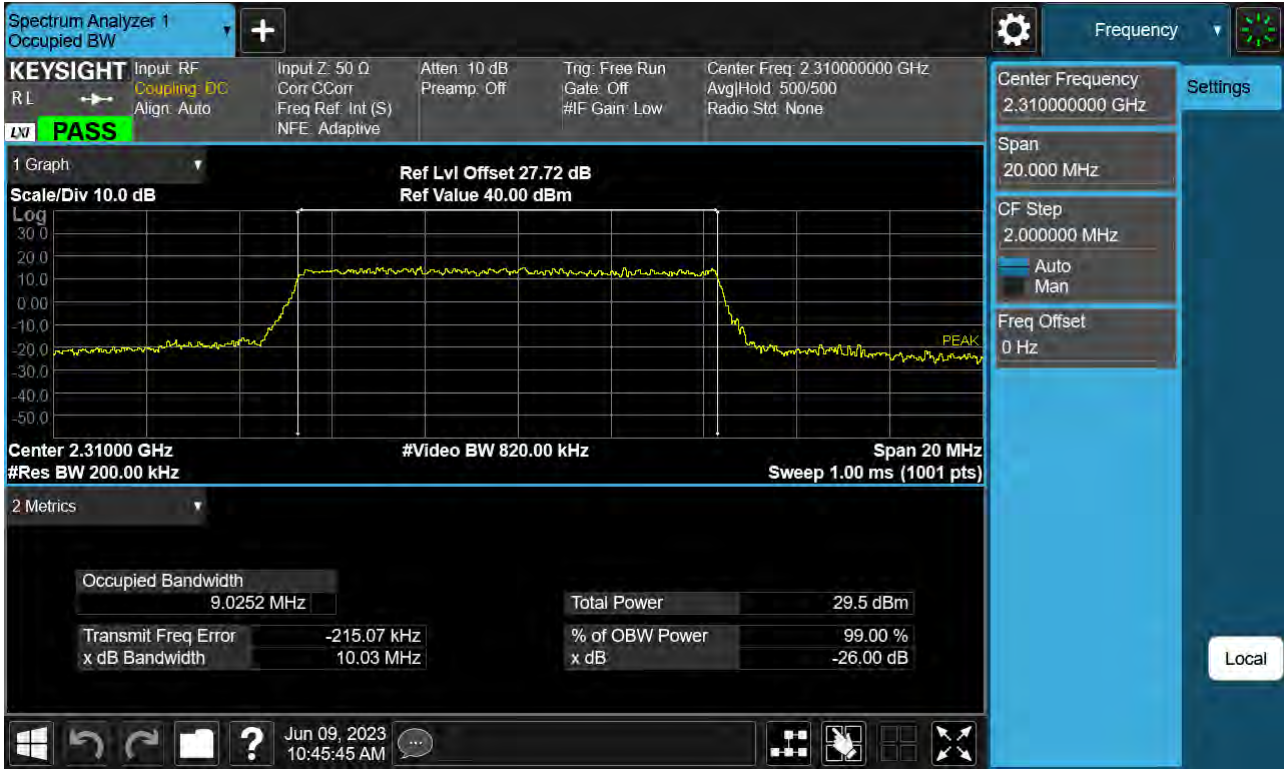 Spectrum Analyzer 1
Occupied BW
Frequency
KEYSIGHT
RL
LXI PASS
Input: RF
Coupling: DC
Align: Auto
Input Z: 50 Ω
Corr CCorr
Freq Ref: Int (S)
NFE: Adaptive
Atten: 10 dB
Preamp: Off
Trig: Free Run
Gate: Off
#IF Gain: Low
Center Freq: 2.310000000 GHz
Avg|Hold: 500/500
Radio Std: None
1 Graph
Scale/Div 10.0 dB
Ref Lvl Offset 27.72 dB
Ref Value 40.00 dBm
Log
30.0
20.0
10.0
0.00
-10.0
-20.0
-30.0
-40.0
-50.0
PEAK
Center 2.31000 GHz
#Video BW 820.00 kHz
Span 20 MHz
#Res BW 200.00 kHz
Sweep 1.00 ms (1001 pts)
2 Metrics
Occupied Bandwidth
9.0252 MHz
Total Power 29.5 dBm
Transmit Freq Error -215.07 kHz
% of OBW Power 99.00 %
x dB Bandwidth 10.03 MHz
x dB -26.00 dB
Center Frequency
2.310000000 GHz
Settings
Span
20.000 MHz
CF Step
2.000000 MHz
Auto
Man
Freq Offset
0 Hz
Local
?
Jun 09, 2023
10:45:45 AM